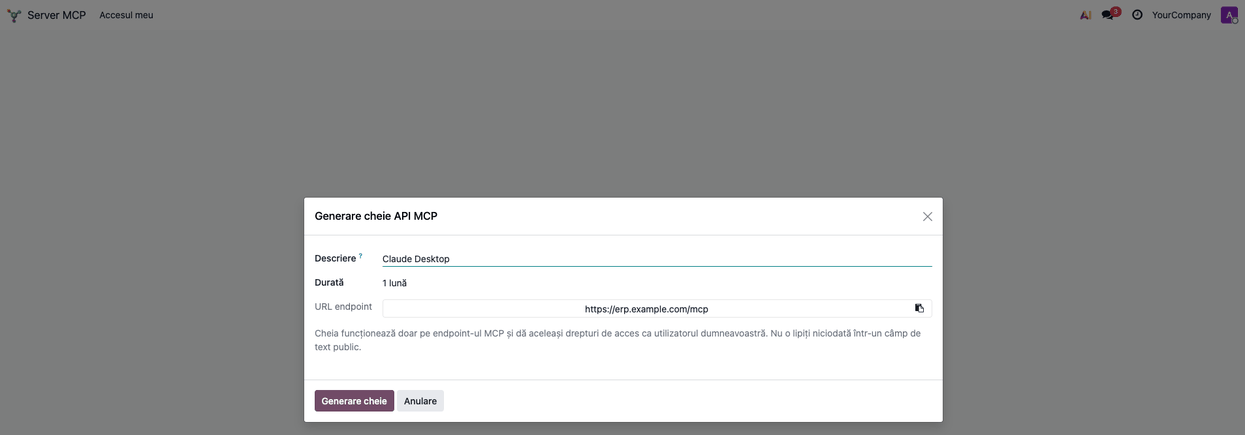 Server MCP
Accesul meu
AI
3
YourCompany
A
Generare cheie API MCP
Descriere ?
Claude Desktop
Durată
1 lună
URL endpoint
https://erp.example.com/mcp
Cheia funcționează doar pe endpoint-ul MCP și dă aceleași drepturi de acces ca utilizatorul dumneavoastră. Nu o lipiți niciodată într-un câmp de
text public.
Generare cheie
Anulare